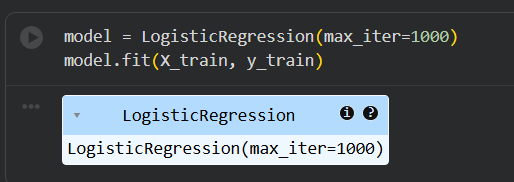 model = LogisticRegression(max_iter=1000)
model.fit(X_train, y_train)
LogisticRegression
LogisticRegression(max_iter=1000)